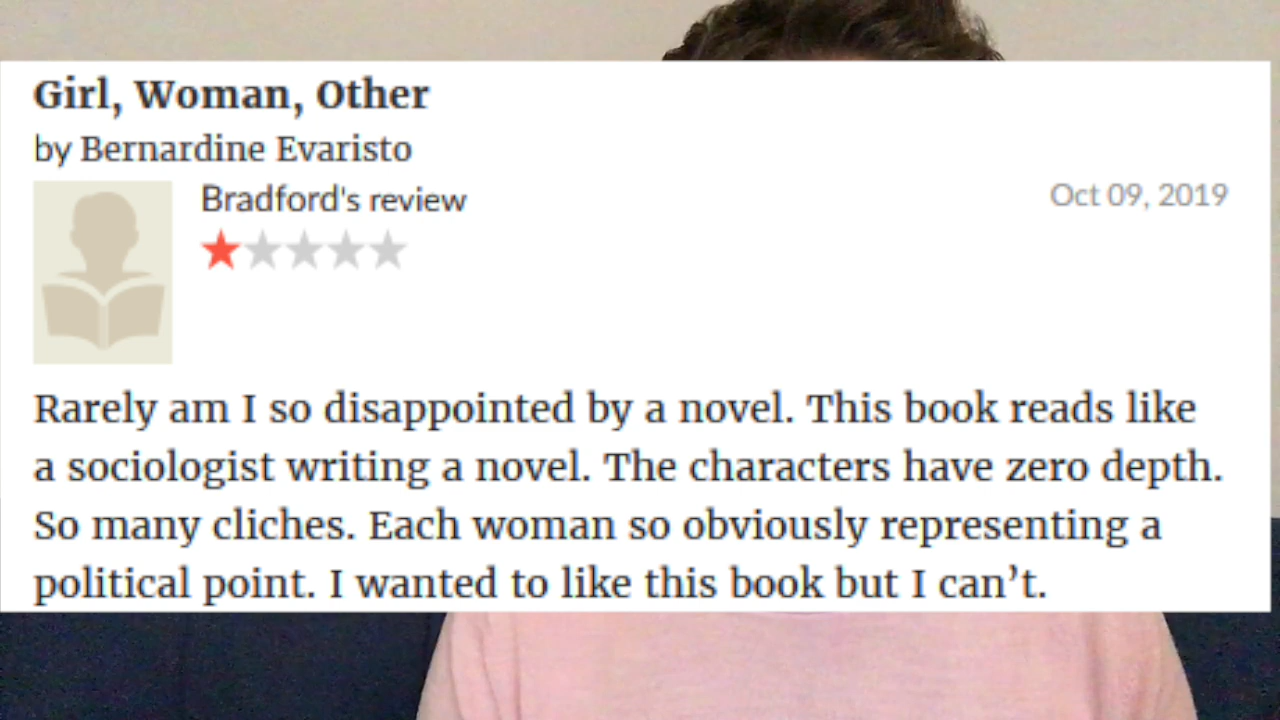 Girl, Woman, Other
by Bernardine Evaristo
Bradford's review
Oct 09, 2019
Rarely am I so disappointed by a novel. This book reads like
a sociologist writing a novel. The characters have zero depth.
So many cliches. Each woman so obviously representing a
political point. I wanted to like this book but I can’t.